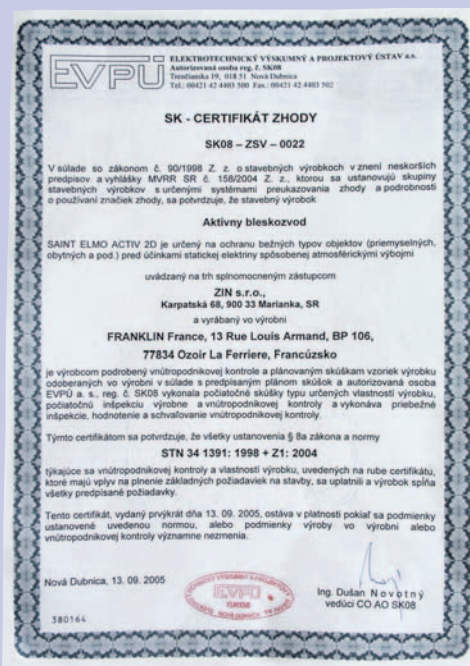 EVPÚ
ELEKTROTECHNICKÝ VÝSKUMNÝ A PROJEKTOVÝ ÚSTAV a.s.
Autorizovaná osoba reg. č. SK08
Trenčianska 19, 018 51 Nová Dubnica
Tel.: 00421 42 4403 500 Fax.: 00421 42 4403 502
SK - CERTIFIKÁT ZHODY
SK08 – ZSV – 0022
V súlade so zákonom č. 90/1998 Z. z. o stavebných výrobkoch v znení neskorších
predpisov a vyhlášky MVRR SR č. 158/2004 Z. z., ktorou sa ustanovujú skupiny
stavebných výrobkov s určenými systémami preukazovania zhody a podrobnosti
o používaní značiek zhody, sa potvrdzuje, že stavebný výrobok
Aktívny bleskozvod
SAINT ELMO ACTIV 2D je určený na ochranu bežných typov objektov (priemyselných,
obytných a pod.) pred účinkami statickej elektriny spôsobenej atmosférickými výbojmi
uvádzaný na trh splnomocneným zástupcom
ZIN s.r.o.,
Karpatská 68, 900 33 Marianka, SR
a vyrábaný vo výrobni
FRANKLIN France, 13 Rue Louis Armand, BP 106,
77834 Ozoir La Ferriere, Francúzsko
je výrobcom podrobený vnútropodnikovej kontrole a plánovaným skúškam vzoriek výrobku
odoberaných vo výrobni v súlade s predpísaným plánom skúšok a autorizovaná osoba
EVPÚ a. s., reg. č. SK08 vykonala počiatočné skúšky typu určených vlastností výrobku,
počiatočnú inšpekciu výrobne a vnútropodnikovej kontroly a vykonáva priebežné
inšpekcie, hodnotenie a schvaľovanie vnútropodnikovej kontroly.
Týmto certifikátom sa potvrdzuje, že všetky ustanovenia § 8a zákona a normy
STN 34 1391: 1998 + Z1: 2004
týkajúce sa vnútropodnikovej kontroly a vlastností výrobku, uvedených na rube certifikátu,
ktoré majú vplyv na plnenie základných požiadaviek na stavby, sa uplatnili a výrobok spĺňa
všetky predpísané požiadavky.
Tento certifikát, vydaný prvýkrát dňa 13. 09. 2005, ostáva v platnosti pokiaľ sa podmienky
ustanovené uvedenou normou, alebo podmienky výroby vo výrobni alebo
vnútropodnikovej kontroly významne nezmenia.
Nová Dubnica, 13. 09. 2005
EVPÚ
SK08
Ing. Dušan Novotný
vedúci CO AO SK08
380164